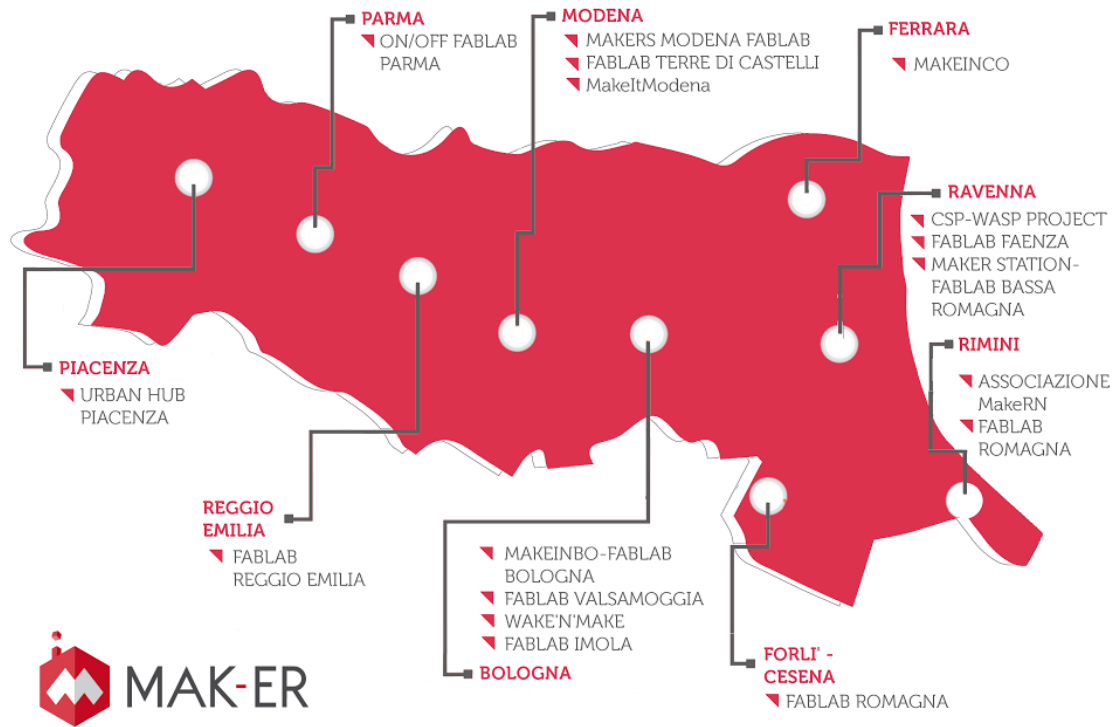 PARMA
ON/OFF FABLAB
PARMA
MODENA
MAKERS MODENA FABLAB
FABLAB TERRE DI CASTELLI
MakeItModena
FERRARA
MAKEINCO
RAVENNA
CSP-WASP PROJECT
FABLAB FAENZA
MAKER STATION-
FABLAB BASSA
ROMAGNA
RIMINI
ASSOCIAZIONE
MakeRN
FABLAB
ROMAGNA
PIACENZA
URBAN HUB
PIACENZA
REGGIO
EMILIA
FABLAB
REGGIO EMILIA
MAKEINBO-FABLAB
BOLOGNA
FABLAB VALSAMOGGIA
WAKE'N'MAKE
FABLAB IMOLA
BOLOGNA
FORLI' -
CESENA
FABLAB ROMAGNA
MAK-ER